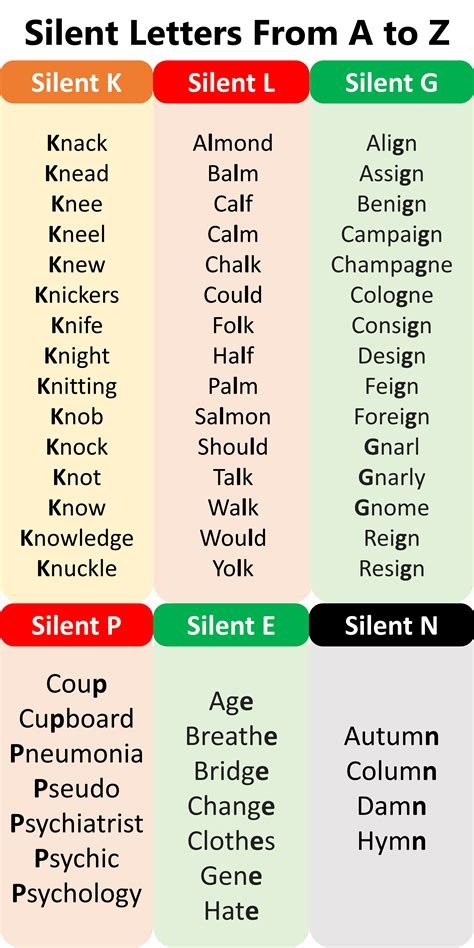 Silent Letters From A to Z
Silent K
Knack
Knead
Knee
Kneel
Knew
Knickers
Knife
Knight
Knitting
Knob
Knock
Knot
Know
Knowledge
Knuckle
Silent L
Almond
Balm
Calf
Calm
Chalk
Could
Folk
Half
Palm
Salmon
Should
Talk
Walk
Would
Yolk
Silent G
Align
Assign
Benign
Campaign
Champagne
Cologne
Consign
Design
Feign
Foreign
Gnarl
Gnarly
Gnome
Reign
Resign
Silent P
Coup
Cupboard
Pneumonia
Pseudo
Psychiatrist
Psychic
Psychology
Silent E
Age
Breathe
Bridge
Change
Clothes
Gene
Hate
Silent N
Autumn
Column
Damn
Hymn